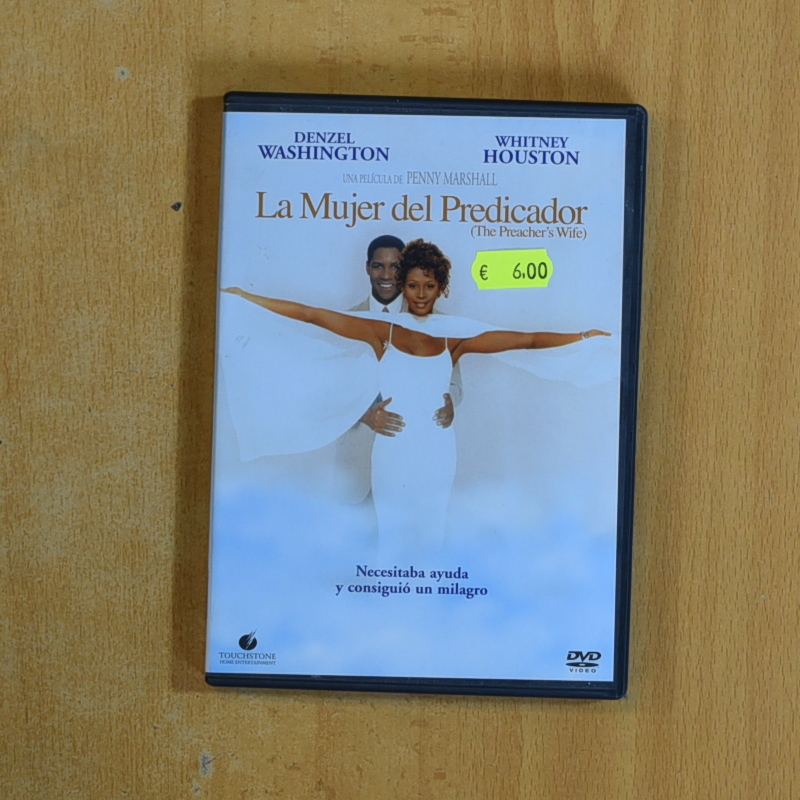 DENZEL
WASHINGTON
WHITNEY
HOUSTON
UNA PELÍCULA DE PENNY MARSHALL
La Mujer del Predicador
(The Preacher's Wife)
€ 6,00
Necesitaba ayuda
y consiguió un milagro
TOUCHSTONE
HOME ENTERTAINMENT
DVD
VIDEO